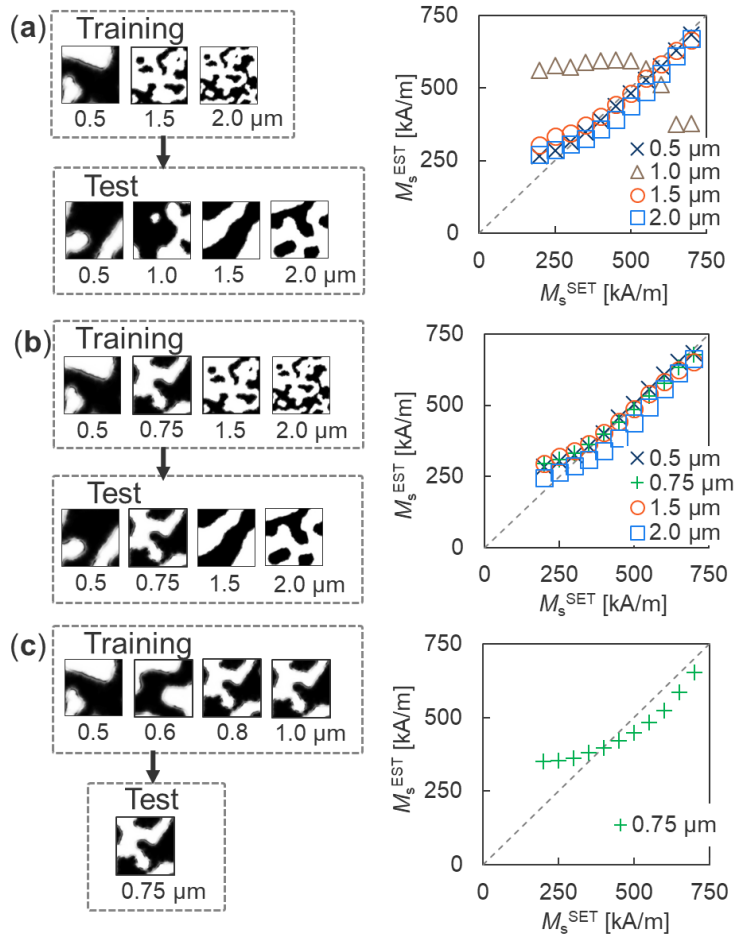 (a)
Training
0.5 1.5 2.0 µm
Test
0.5 1.0 1.5 2.0 µm
750
500
250
0
0 250 500 750
Ms^EST [kA/m]
Ms^SET [kA/m]
0.5 µm
1.0 µm
1.5 µm
2.0 µm
(b)
Training
0.5 0.75 1.5 2.0 µm
Test
0.5 0.75 1.5 2.0 µm
750
500
250
0
0 250 500 750
Ms^EST [kA/m]
Ms^SET [kA/m]
0.5 µm
0.75 µm
1.5 µm
2.0 µm
(c)
Training
0.5 0.6 0.8 1.0 µm
Test
0.75 µm
750
500
250
0
0 250 500 750
Ms^EST [kA/m]
Ms^SET [kA/m]
0.75 µm